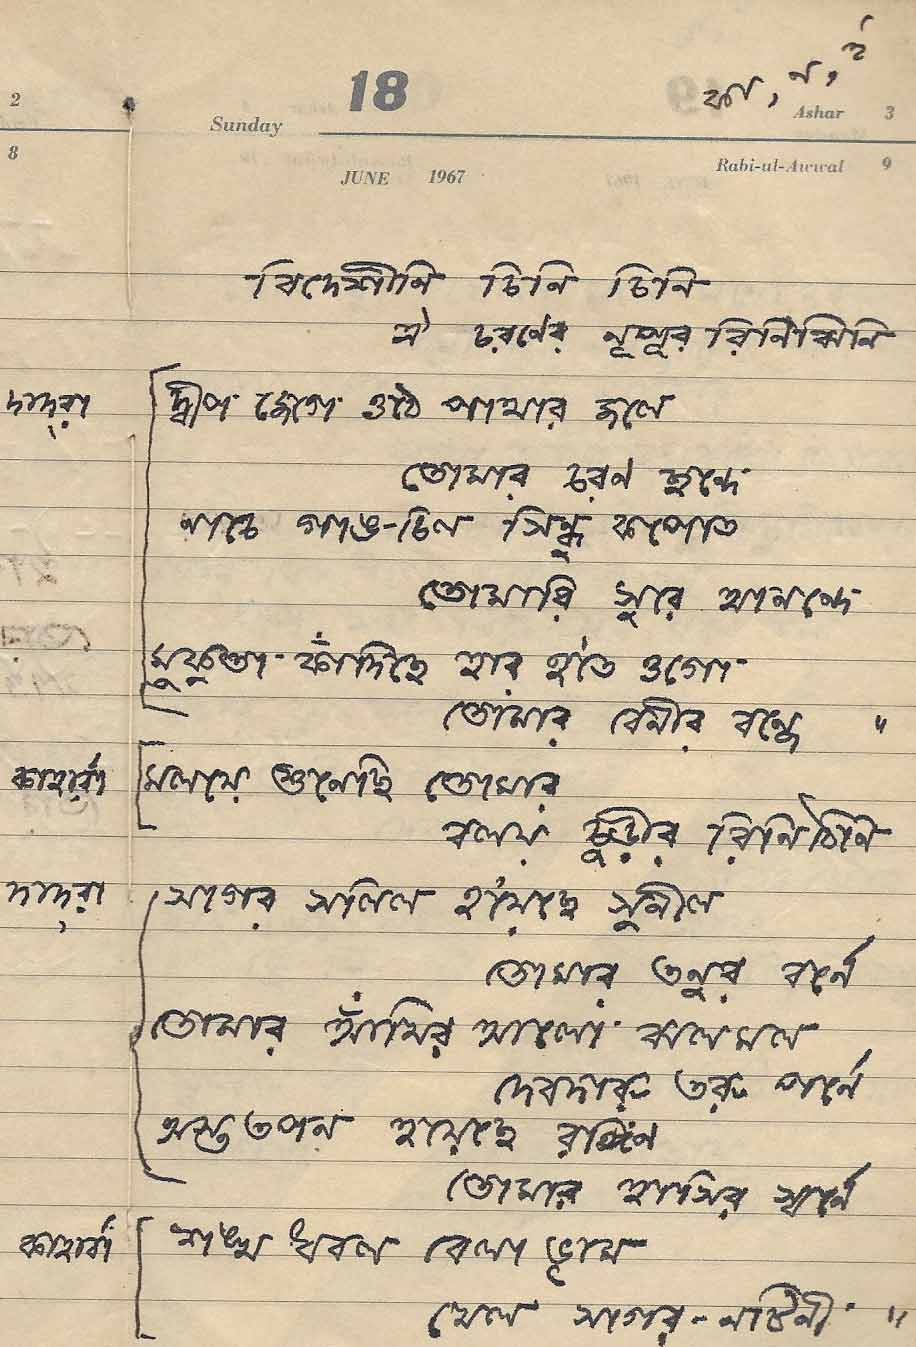 18
2 Sunday Ashar 3
8 JUNE 1967 Rabi-ul-Awwal 9
কা, ন, ই
বিদেশীনি চিনি চিনি
ঐ চরণের নূপুর রিনিঝিনি
দাদ্‌রা দ্বীপ জেগে ওঠে পাথার জলে
তোমার চরণ ছন্দে
নাচে গাঙ-চিল সিন্ধু কপোত
তোমারি সুরে আনন্দে
মুকুতা কাঁদিছে হার হ'তে ওগো
তোমার বেনীর বন্ধে "
কাহার্বা মলয়ে শুনেছি তোমার
বলয় চুড়ীর রিনিঠিনি
দাদ্‌রা সাগর সলিল হ'য়েছে সুনীল
তোমার তনুর বর্নে
তোমার আঁখির আলো ঝলমল
দেবদারু তরু পর্নে
অস্ত তপন হয়েছে রঙ্গিন
তোমার হাসির স্বর্নে
কাহার্বা শঙ্খ ধবল বেলা ভূমে
খেল সাগর-নটিনী "